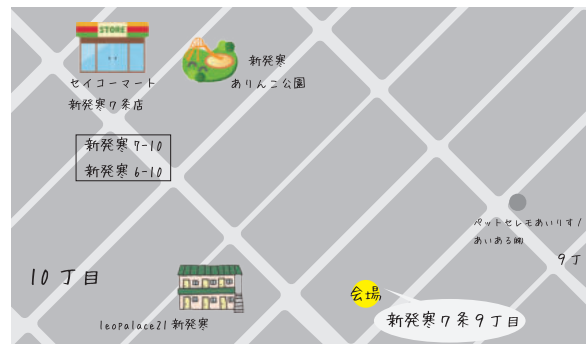 STORE
セイコーマート
新発寒7条店
新発寒
ありんこ公園
新発寒 7-10
新発寒 6-10
ペットセレモあいりす/
あいある㈱
9丁
10丁目
leopalace21 新発寒
会場
新発寒7条9丁目